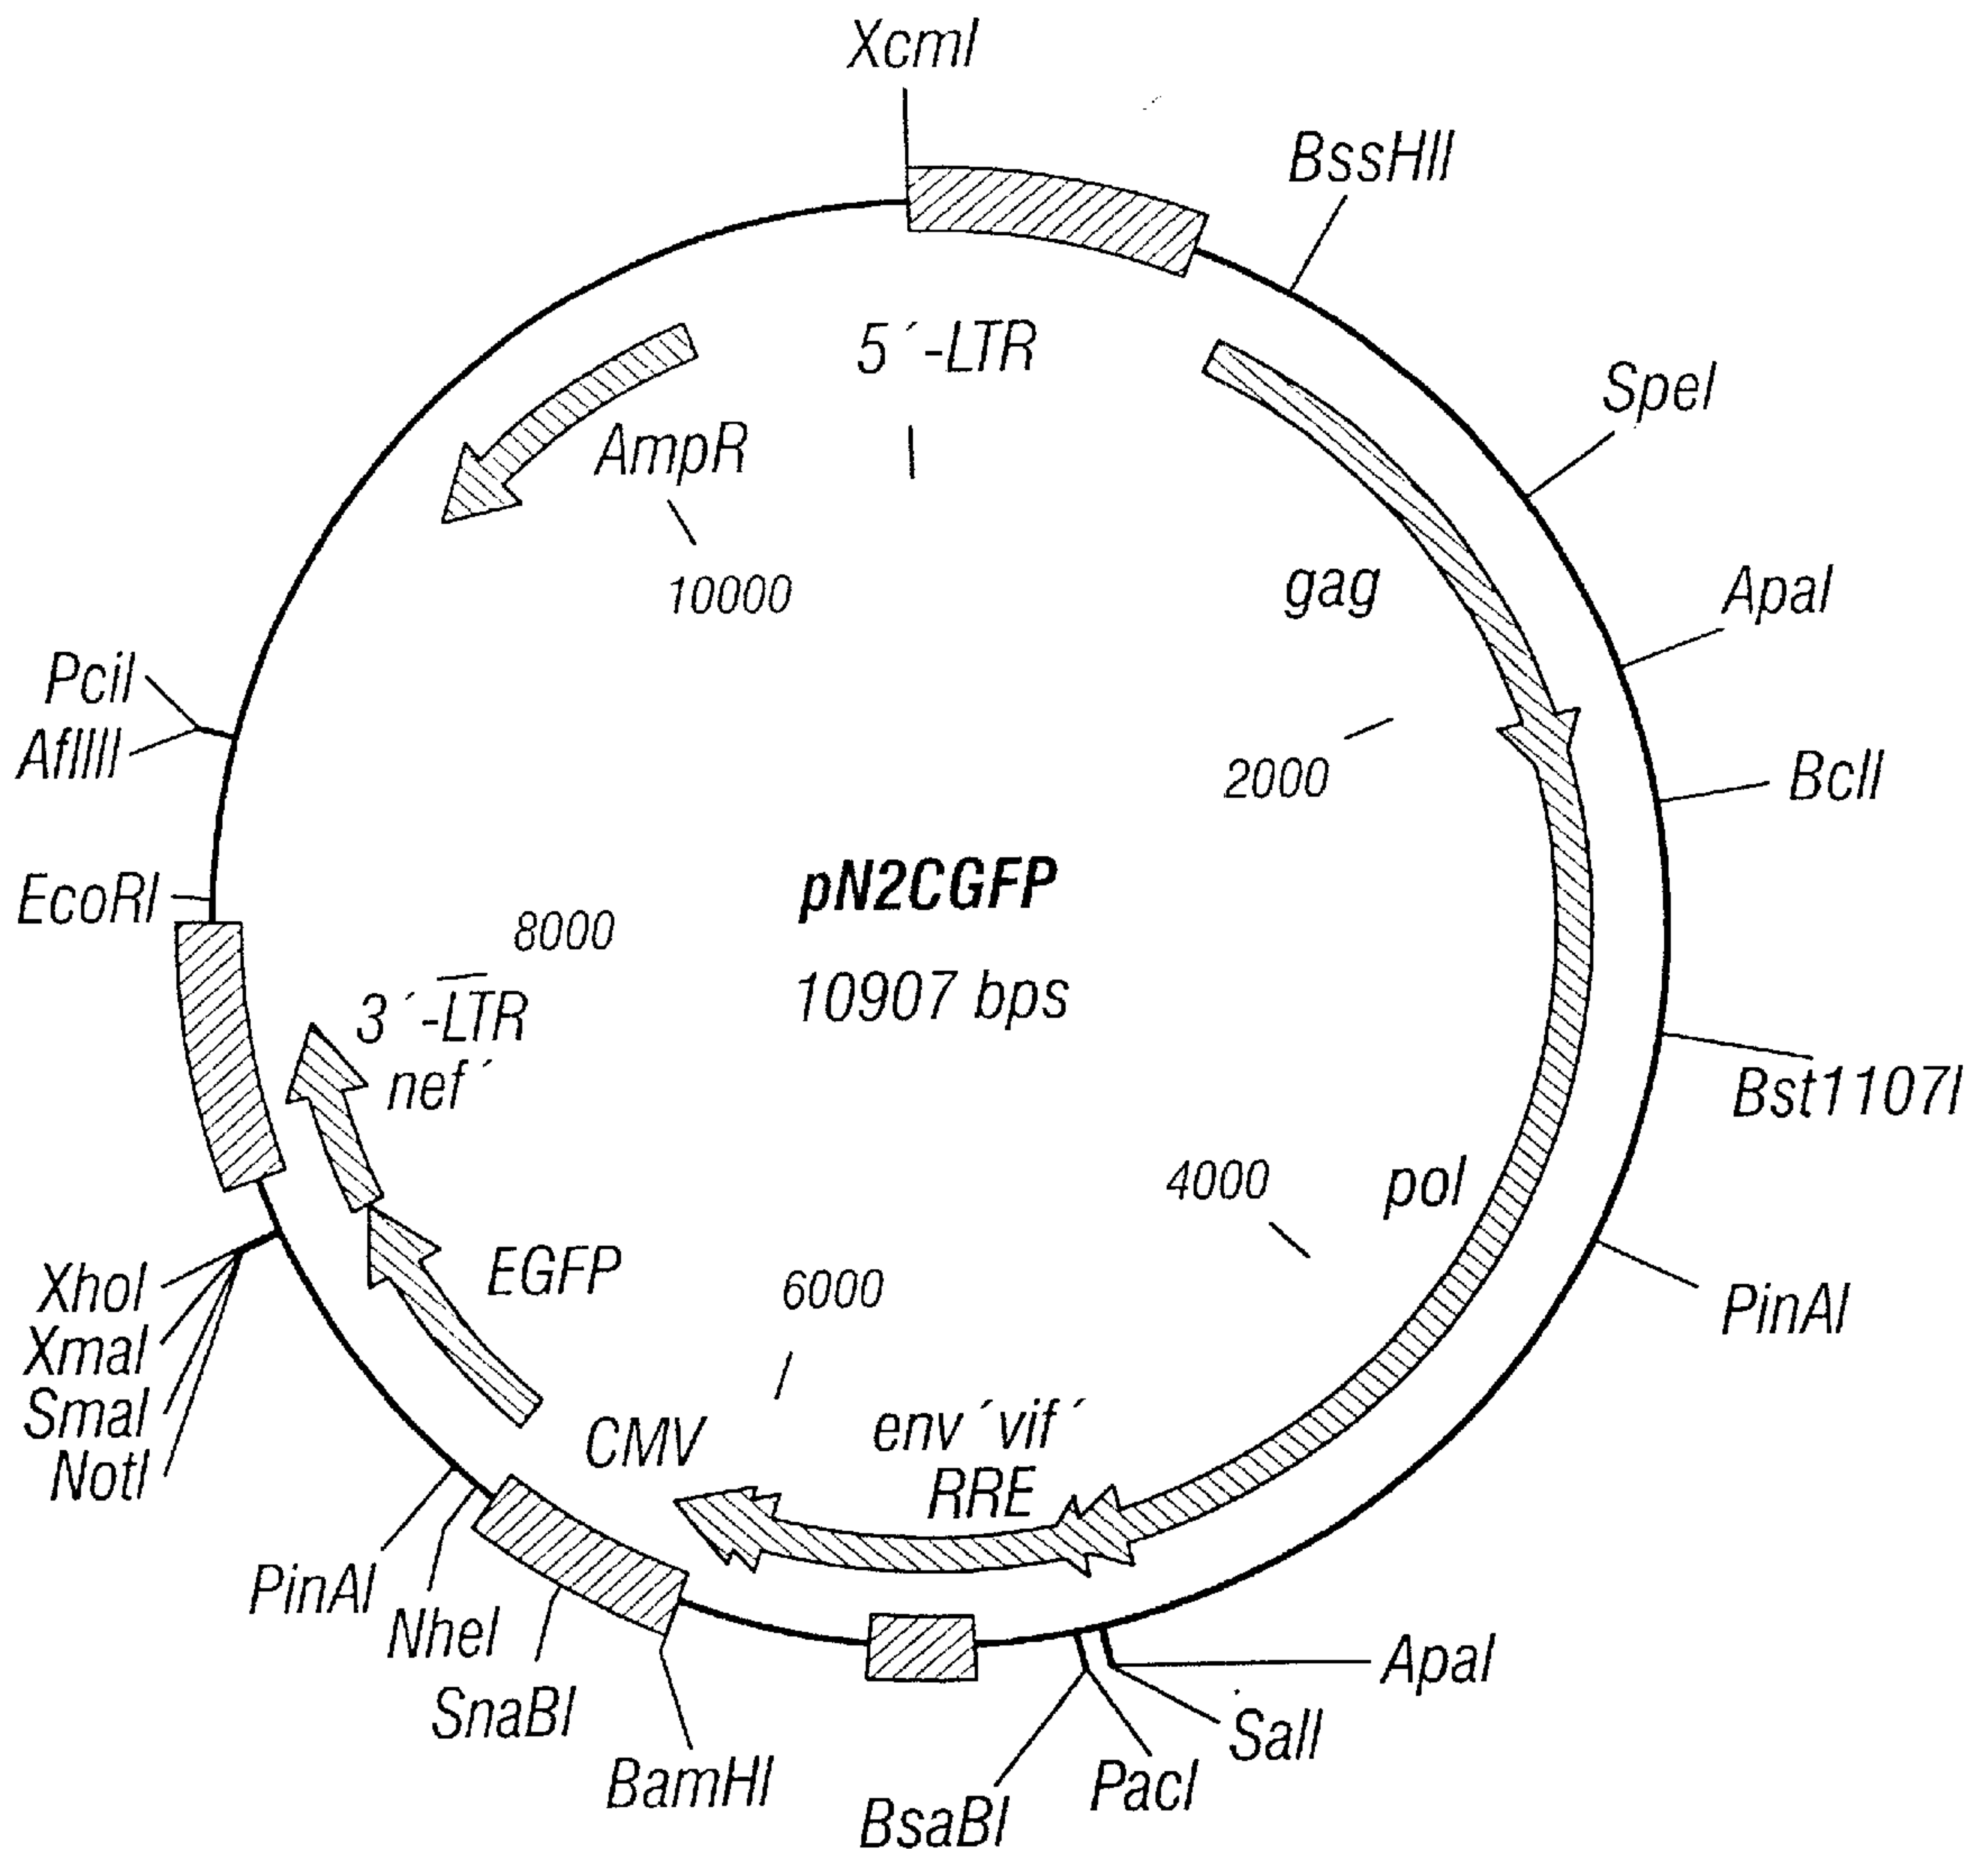 XcmI
BssHII
5´-LTR
SpeI
AmpR
gag
10000
ApaI
PciI
AflIII
2000
BclI
pN2CGFP
EcoRI
8000
10907 bps
3´-LTR
nef´
Bst1107I
4000
pol
EGFP
6000
XhoI
PinAI
XmaI
SmaI
CMV
env´vif´
NotI
RRE
PinAI
NheI
ApaI
SnaBI
SalI
BamHI
PacI
BsaBI